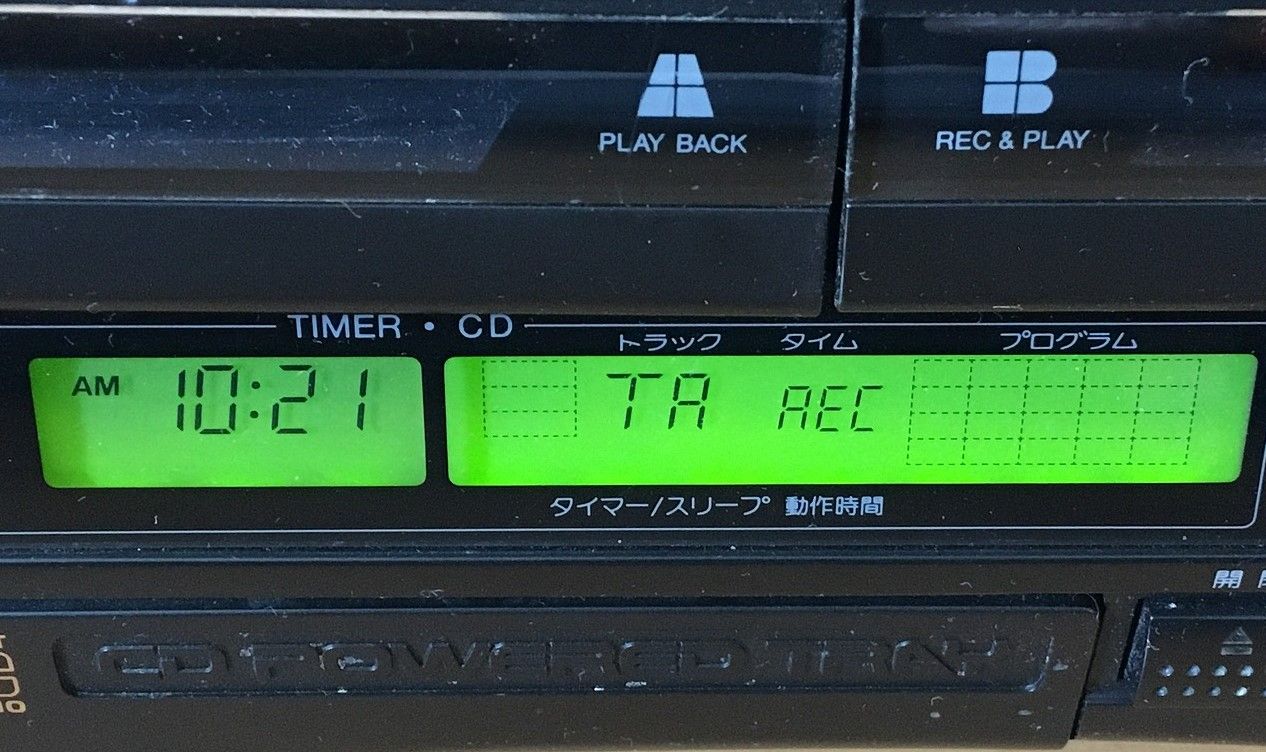 A B
PLAY BACK REC & PLAY
TIMER • CD
トラック タイム プログラム
AM 10:21 TA AEC
タイマー/スリープ 動作時間
開
CD POWERED TRAY